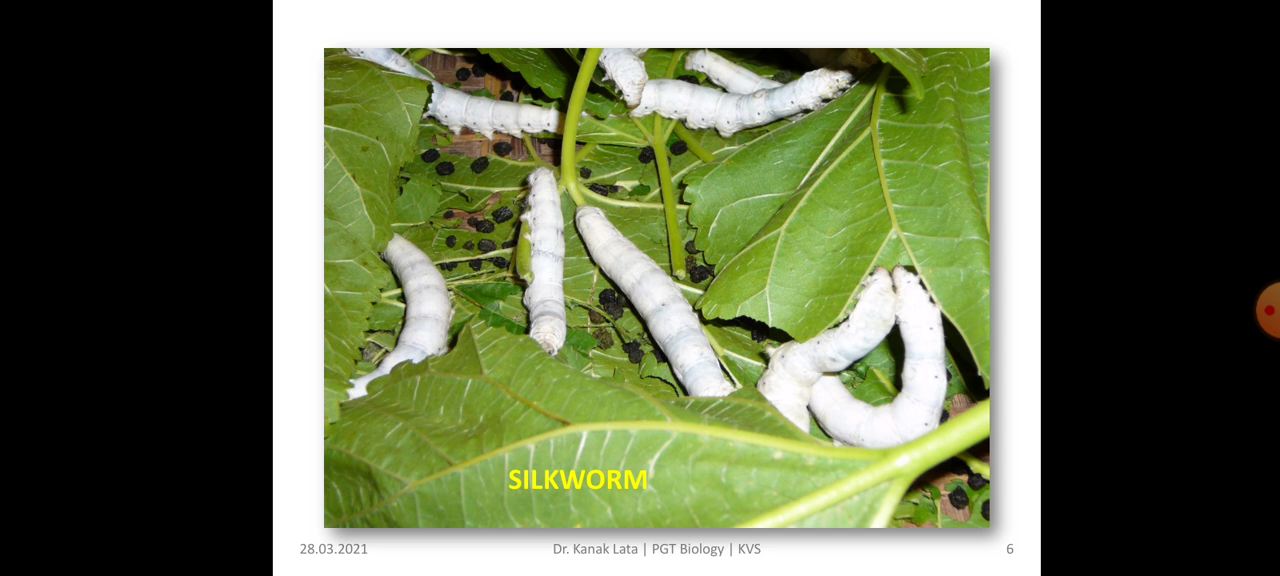 SILKWORM
28.03.2021 Dr. Kanak Lata | PGT Biology | KVS 6